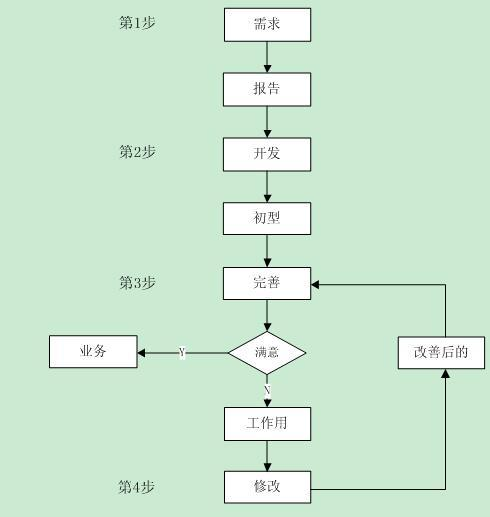 第1步
需求
报告
第2步
开发
初型
第3步
完善
业务
Y
满意
改善后的
N
工作用
第4步
修改